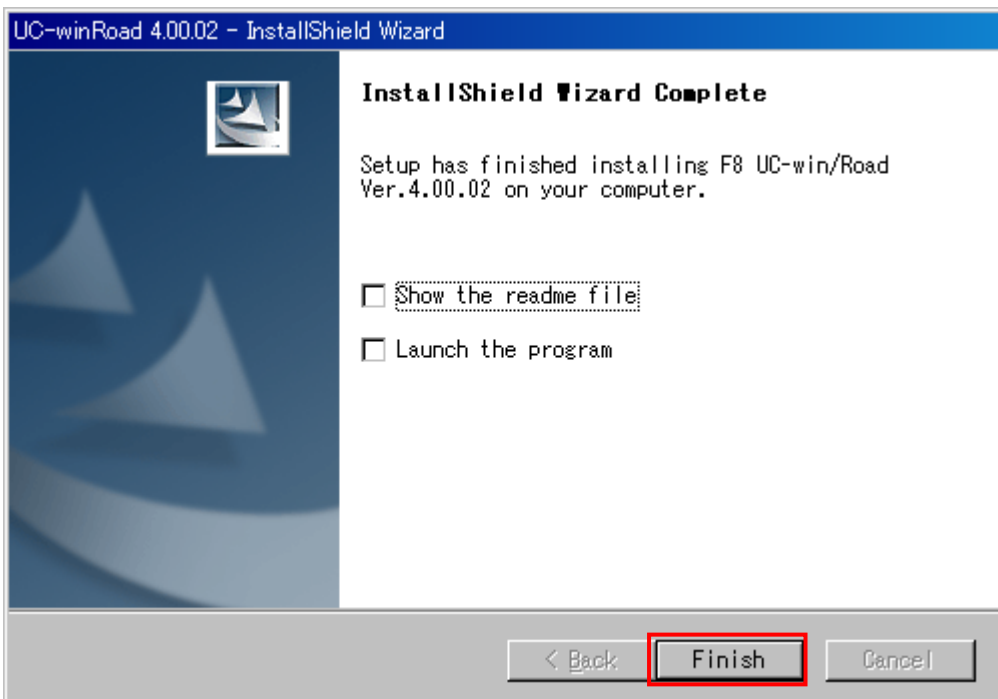 UC-winRoad 4.00.02 - InstallShield Wizard
InstallShield Wizard Complete
Setup has finished installing F8 UC-win/Road
Ver.4.00.02 on your computer.
Show the readme file
Launch the program
< Back
Finish
Cancel